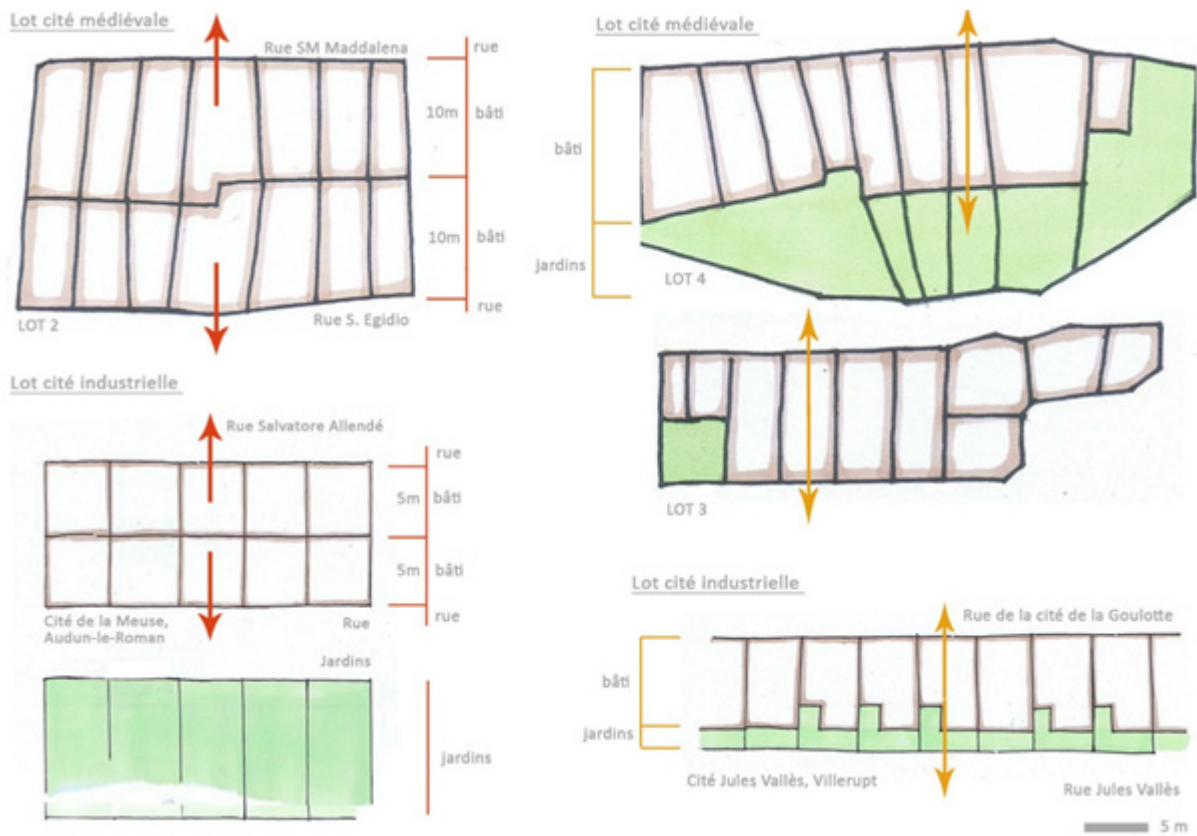 Lot cité médiévale
Rue SM Maddalena
rue
10m
bâti
10m
bâti
rue
LOT 2
Rue S. Egidio
Lot cité industrielle
Rue Salvatore Allendé
rue
5m
bâti
5m
bâti
rue
Cité de la Meuse,
Audun-le-Roman
Rue
Jardins
jardins
Lot cité médiévale
bâti
jardins
LOT 4
LOT 3
Lot cité industrielle
Rue de la cité de la Goulotte
bâti
jardins
Cité Jules Vallès, Villerupt
Rue Jules Vallès
5 m